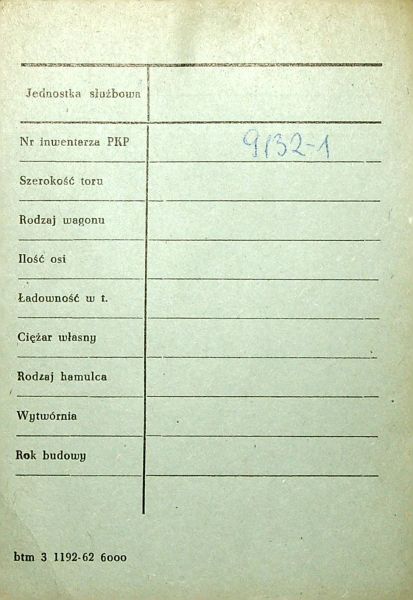 Jednostka służbowa
Nr inwentarza PKP 9132-1
Szerokość toru
Rodzaj wagonu
Ilość osi
Ładowność w t.
Ciężar własny
Rodzaj hamulca
Wytwórnia
Rok budowy
btm 3 1192-62 6000